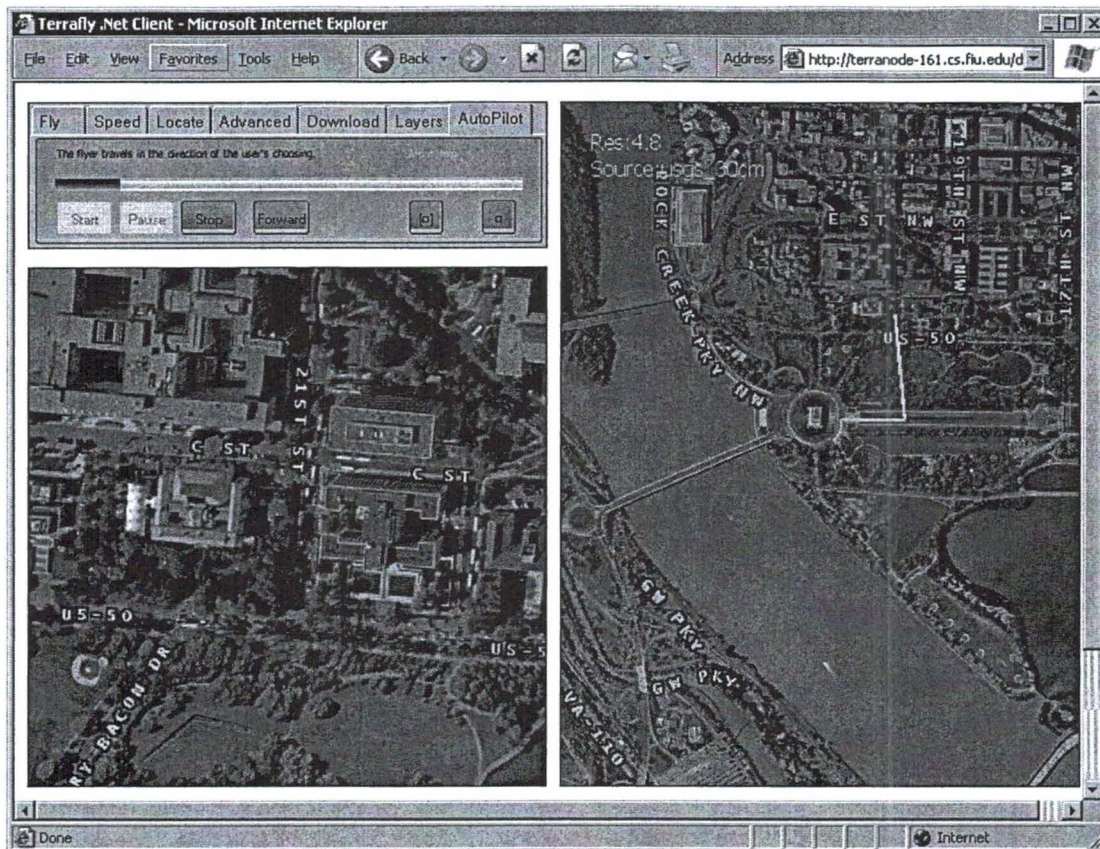 Terrafly .Net Client - Microsoft Internet Explorer
File Edit View Favorites Tools Help Back Address http://terranode-161.cs.fiu.edu/d
Fly Speed Locate Advanced Download Layers AutoPilot
The flyer travels in the direction of the user's choosing.
Start Pause Stop Forward [o] o
Res:4.8
Source:usgs_30cm
ROCK CREEK PKY NW
E ST NW
19TH ST NW
17TH ST NW
US-50
GW PKY
GW PKY
VA-110
21ST ST
C ST
C ST
US-50
US-5
RY BACON DR
Done Internet